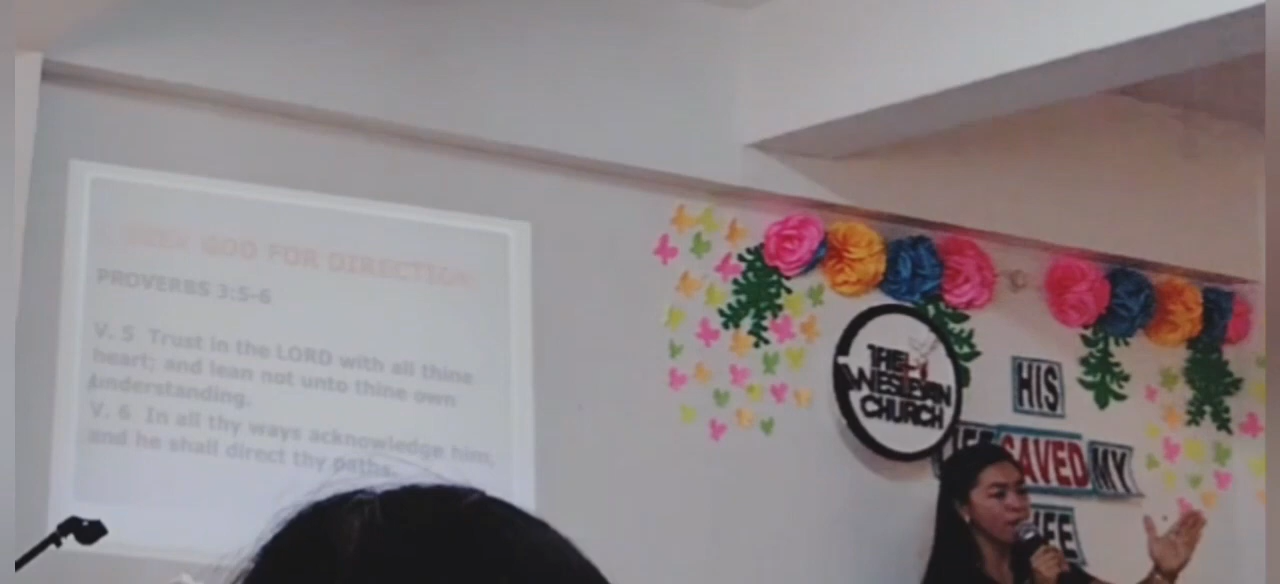 GOD FOR DIRECTION
PROVERBS 3:5-6
V. 5 Trust in the LORD with all thine
heart; and lean not unto thine own
understanding.
V. 6 In all thy ways acknowledge him,
and he shall direct thy paths.
THE
WESLEYAN
CHURCH
HIS
SAVED MY